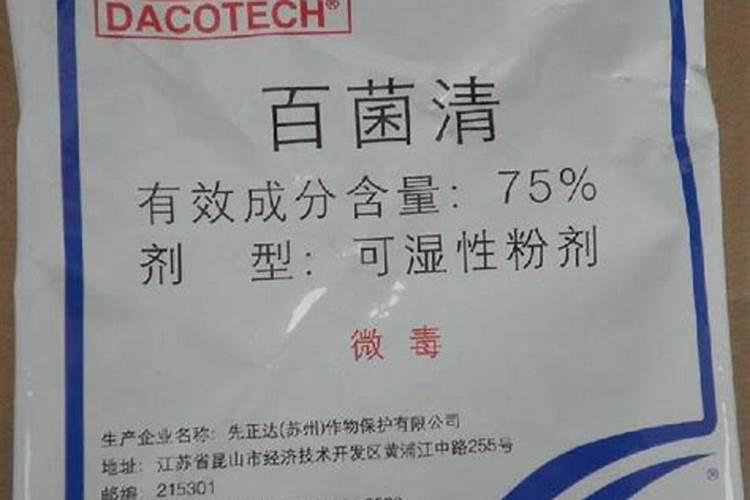 DACOTECH®
百菌清
有效成分含量: 75%
剂 型: 可湿性粉剂
微毒
生产企业名称: 先正达(苏州)作物保护有限公司
地址: 江苏省昆山市经济技术开发区黄浦江中路255号
邮编: 215301
®